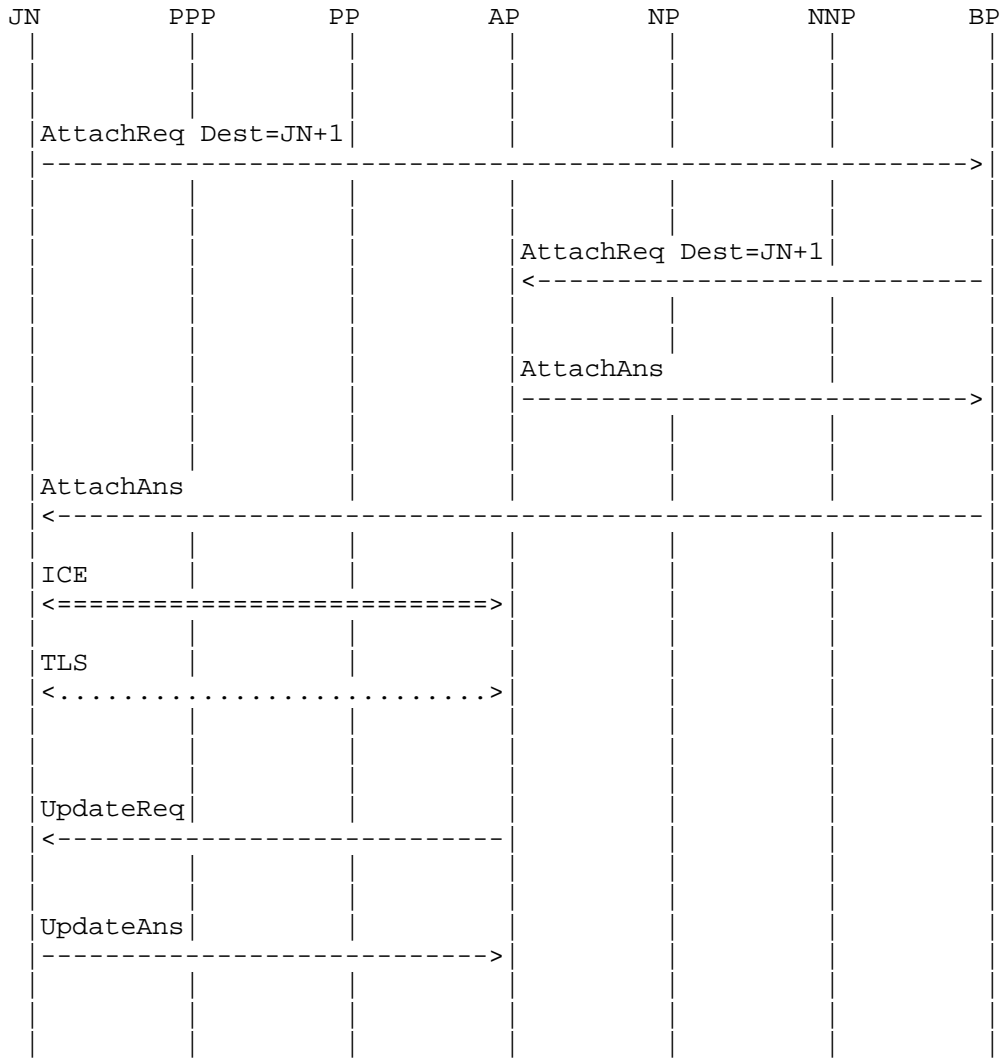 JN PPP PP AP NP NNP BP
AttachReq Dest=JN+1
AttachReq Dest=JN+1
AttachAns
AttachAns
ICE
TLS
UpdateReq
UpdateAns